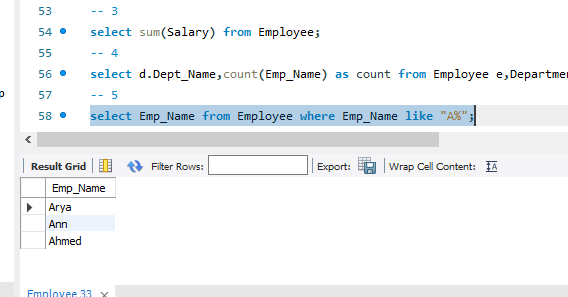 53 -- 3
54 select sum(Salary) from Employee;
55 -- 4
56 select d.Dept_Name,count(Emp_Name) as count from Employee e,Departmen
57 -- 5
58 select Emp_Name from Employee where Emp_Name like "A%";
Result Grid Filter Rows: Export: Wrap Cell Content:
Emp_Name
Arya
Ann
Ahmed
Employee 33 ×